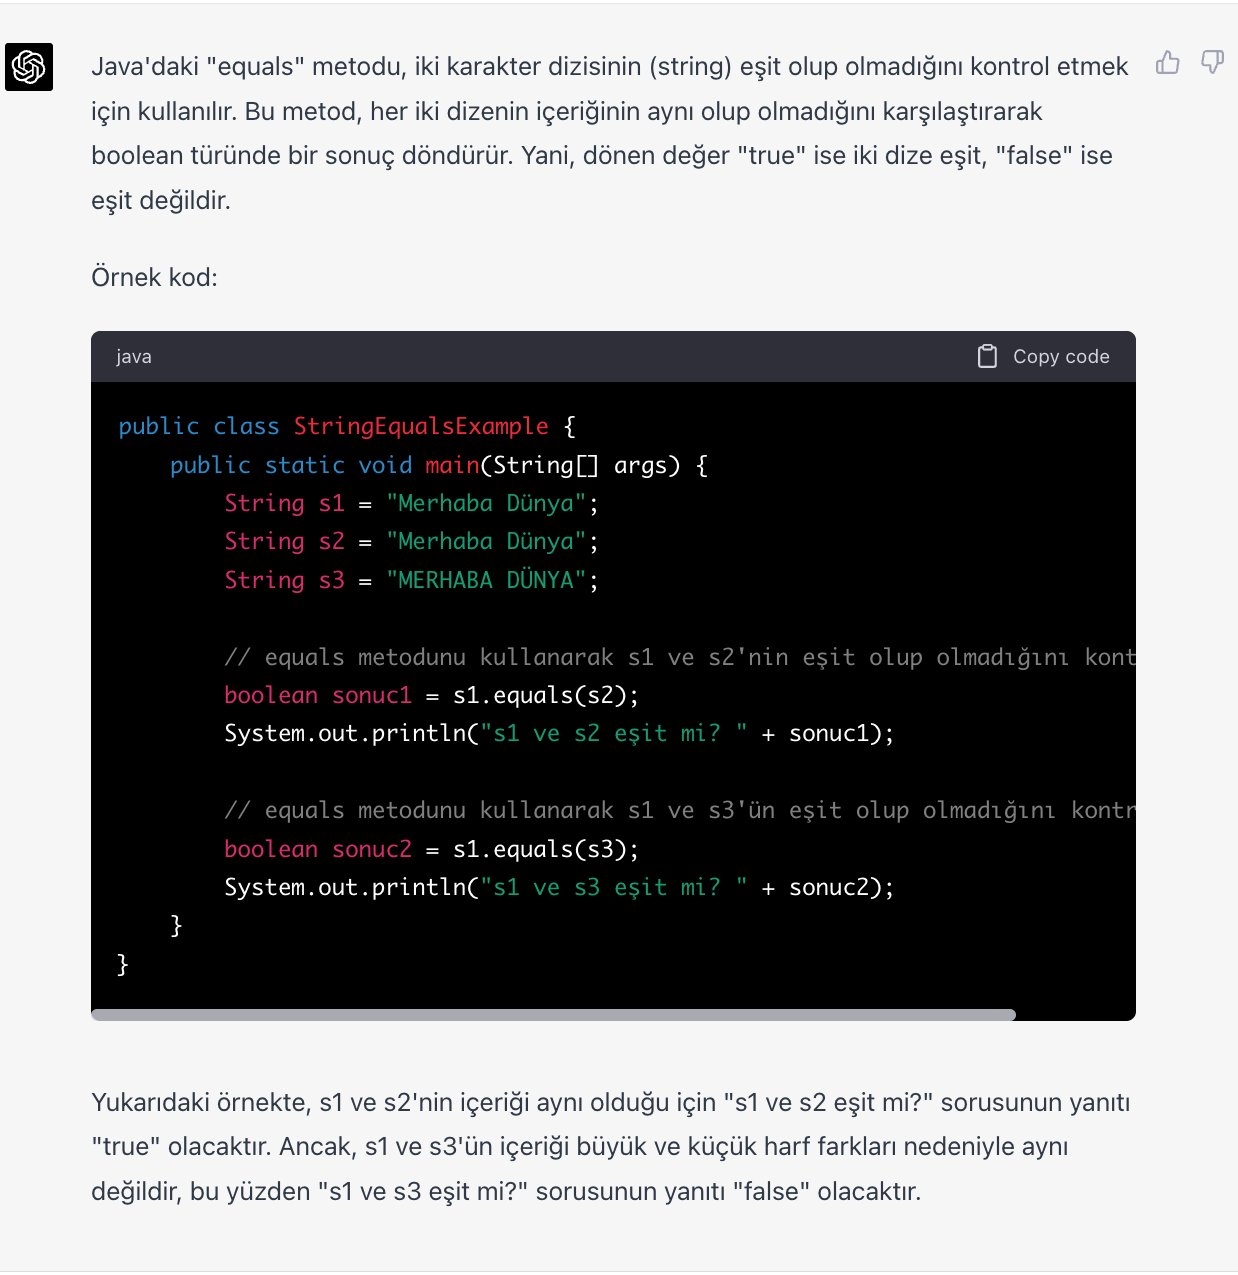 Java'daki "equals" metodu, iki karakter dizisinin (string) eşit olup olmadığını kontrol etmek
için kullanılır. Bu metod, her iki dizenin içeriğinin aynı olup olmadığını karşılaştırarak
boolean türünde bir sonuç döndürür. Yani, dönen değer "true" ise iki dize eşit, "false" ise
eşit değildir.
Örnek kod:
java Copy code
public class StringEqualsExample {
    public static void main(String[] args) {
        String s1 = "Merhaba Dünya";
        String s2 = "Merhaba Dünya";
        String s3 = "MERHABA DÜNYA";
        // equals metodunu kullanarak s1 ve s2'nin eşit olup olmadığını kont
        boolean sonuc1 = s1.equals(s2);
        System.out.println("s1 ve s2 eşit mi? " + sonuc1);
        // equals metodunu kullanarak s1 ve s3'ün eşit olup olmadığını kontr
        boolean sonuc2 = s1.equals(s3);
        System.out.println("s1 ve s3 eşit mi? " + sonuc2);
    }
}
Yukarıdaki örnekte, s1 ve s2'nin içeriği aynı olduğu için "s1 ve s2 eşit mi?" sorusunun yanıtı
"true" olacaktır. Ancak, s1 ve s3'ün içeriği büyük ve küçük harf farkları nedeniyle aynı
değildir, bu yüzden "s1 ve s3 eşit mi?" sorusunun yanıtı "false" olacaktır.